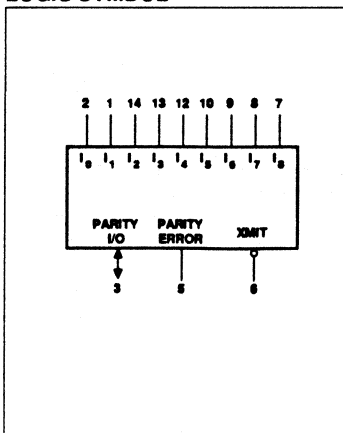 LOGIC SYMBOL
2 1 14 13 12 10 9 8 7
I₀ I₁ I₂ I₃ I₄ I₅ I₆ I₇ I₈
PARITY I/O PARITY ERROR XMIT
3 5 6